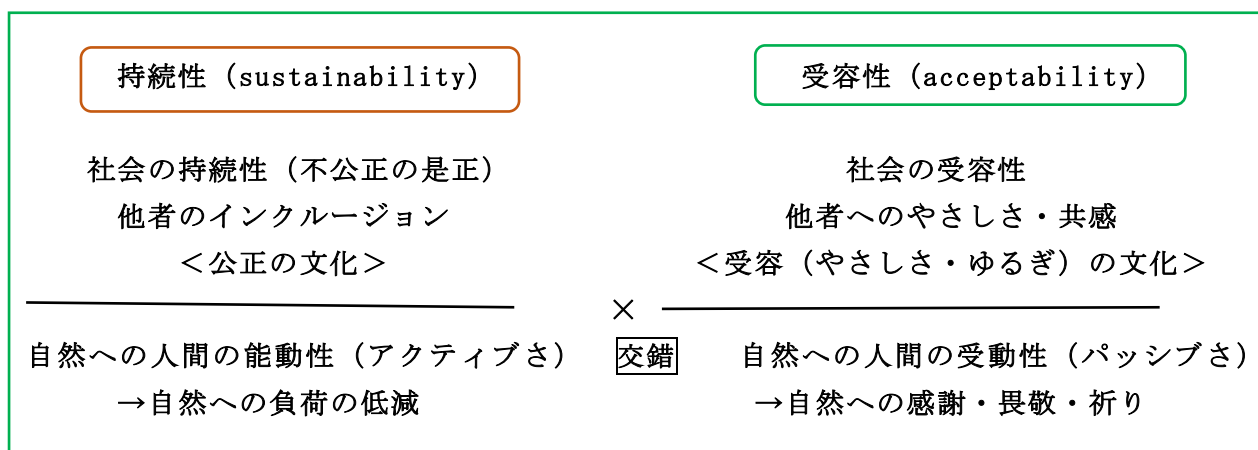 持続性（sustainability）
社会の持続性（不公正の是正）
他者のインクルージョン
＜公正の文化＞
自然への人間の能動性（アクティブさ）
→自然への負荷の低減
×
交錯
受容性（acceptability）
社会の受容性
他者へのやさしさ・共感
＜受容（やさしさ・ゆるぎ）の文化＞
自然への人間の受動性（パッシブさ）
→自然への感謝・畏敬・祈り